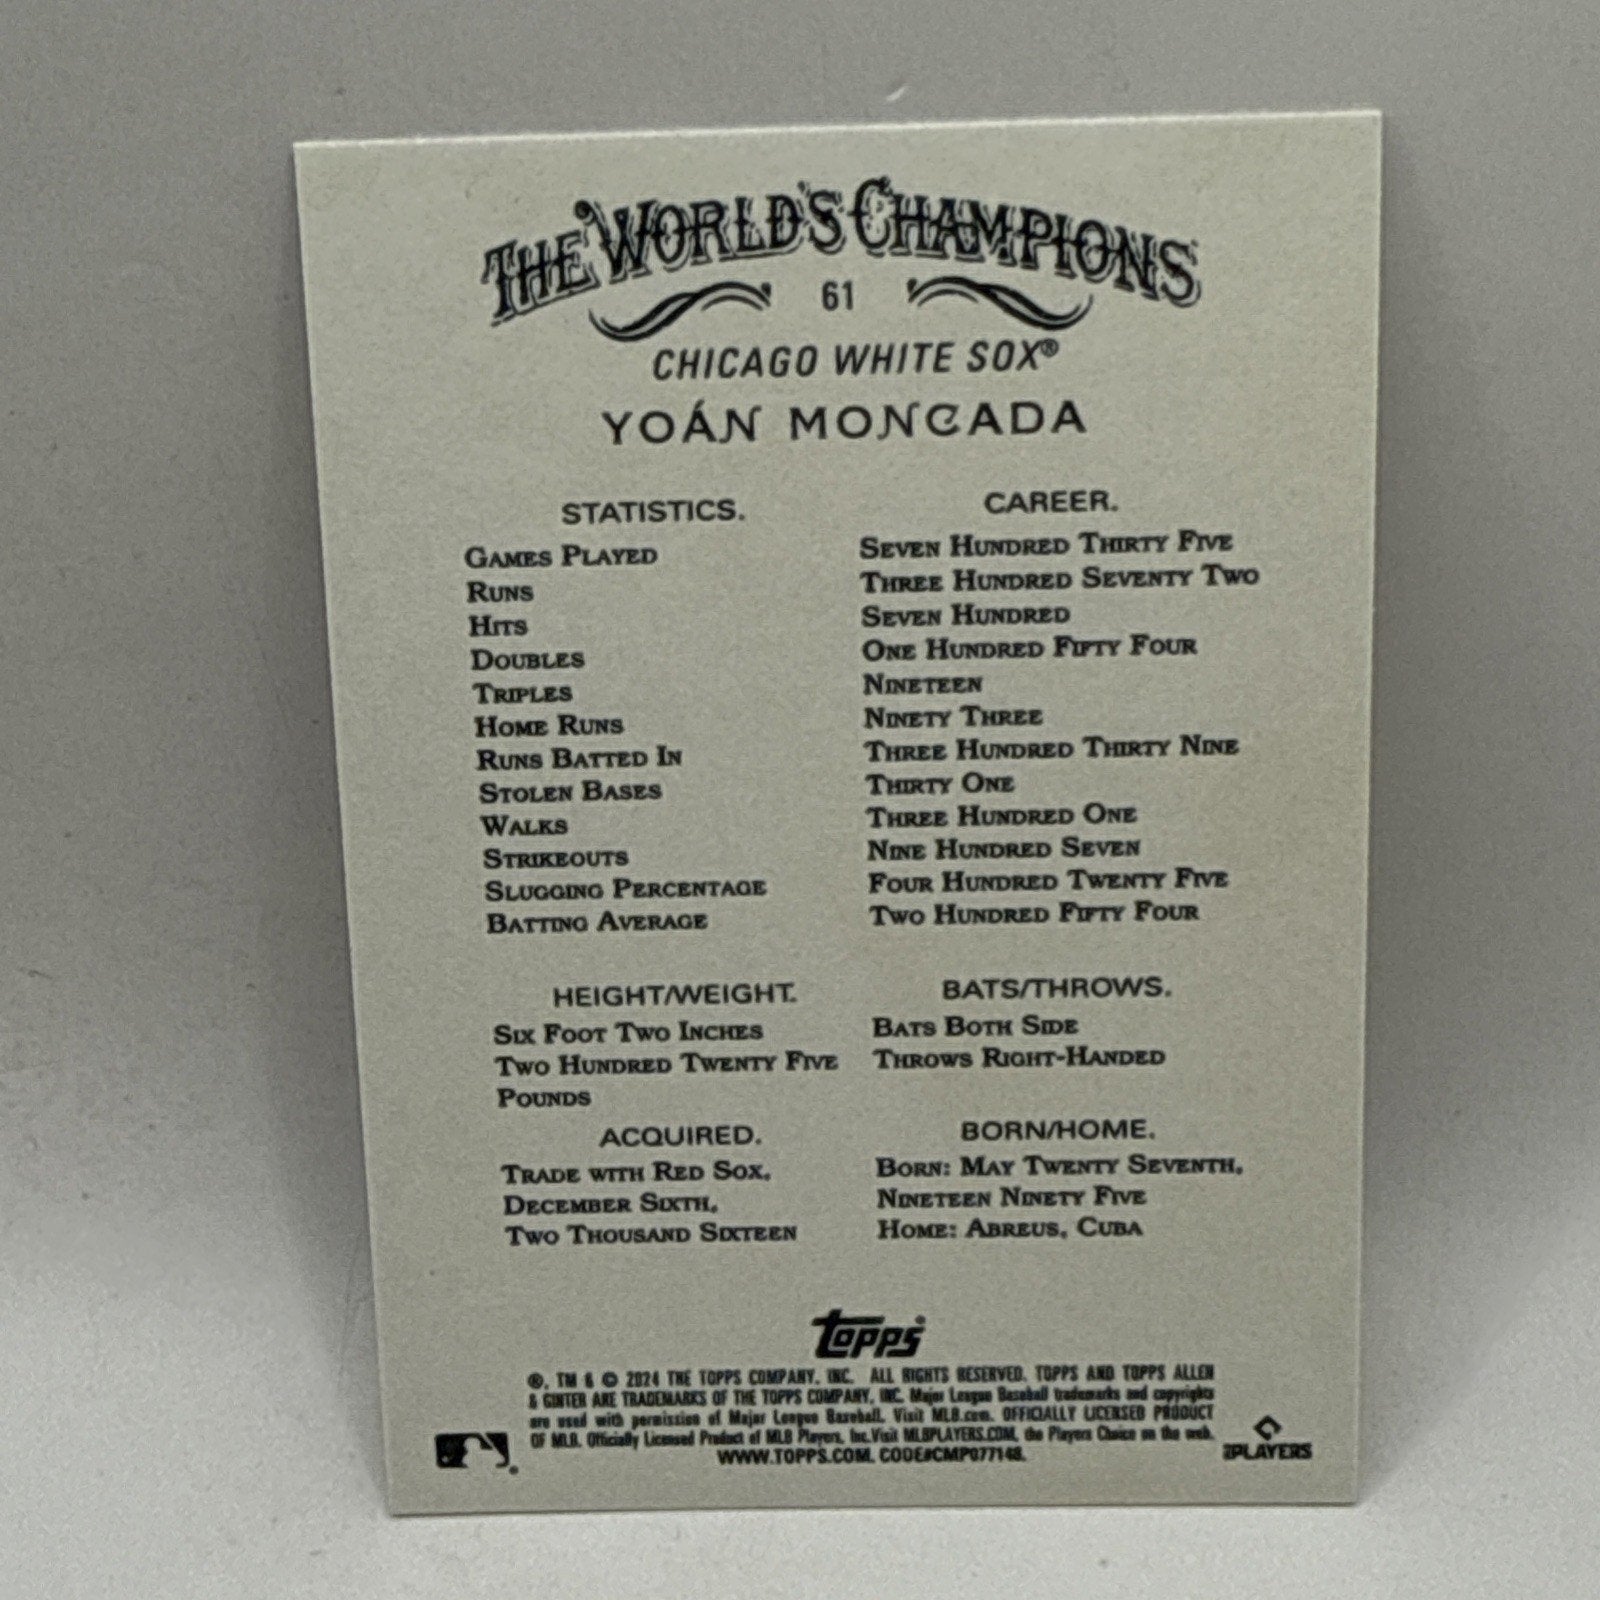 THE WORLD'S CHAMPIONS
61
CHICAGO WHITE SOX®
YOÁN MONCADA
STATISTICS. CAREER.
GAMES PLAYED SEVEN HUNDRED THIRTY FIVE
RUNS THREE HUNDRED SEVENTY TWO
HITS SEVEN HUNDRED
DOUBLES ONE HUNDRED FIFTY FOUR
TRIPLES NINETEEN
HOME RUNS NINETY THREE
RUNS BATTED IN THREE HUNDRED THIRTY NINE
STOLEN BASES THIRTY ONE
WALKS THREE HUNDRED ONE
STRIKEOUTS NINE HUNDRED SEVEN
SLUGGING PERCENTAGE FOUR HUNDRED TWENTY FIVE
BATTING AVERAGE TWO HUNDRED FIFTY FOUR
HEIGHT/WEIGHT. BATS/THROWS.
SIX FOOT TWO INCHES BATS BOTH SIDE
TWO HUNDRED TWENTY FIVE THROWS RIGHT-HANDED
POUNDS
ACQUIRED. BORN/HOME.
TRADE WITH RED SOX, BORN: MAY TWENTY SEVENTH,
DECEMBER SIXTH, NINETEEN NINETY FIVE
TWO THOUSAND SIXTEEN HOME: ABREUS, CUBA
Topps®
®, TM & © 2024 THE TOPPS COMPANY, INC. ALL RIGHTS RESERVED. TOPPS AND TOPPS ALLEN
& GINTER ARE TRADEMARKS OF THE TOPPS COMPANY, INC. Major League Baseball trademarks and copyrights
are used with permission of Major League Baseball. Visit MLB.com. OFFICIALLY LICENSED PRODUCT
OF MLB. Officially Licensed Product of MLB Players, Inc. Visit MLBPLAYERS.COM, the Players Choice on the web.
WWW.TOPPS.COM. CODE#CMP077148.
PLAYERS